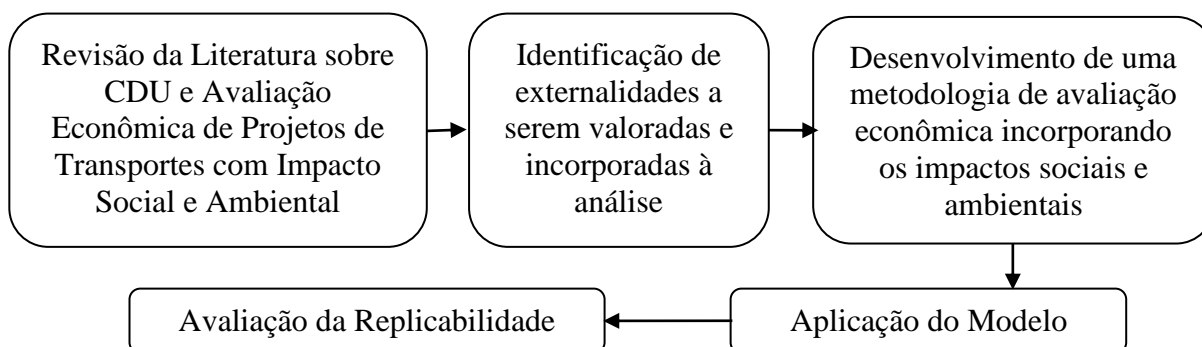 Revisão da Literatura sobre
CDU e Avaliação
Econômica de Projetos de
Transportes com Impacto
Social e Ambiental
Identificação de
externalidades a
serem valoradas e
incorporadas à
análise
Desenvolvimento de uma
metodologia de avaliação
econômica incorporando
os impactos sociais e
ambientais
Aplicação do Modelo
Avaliação da Replicabilidade